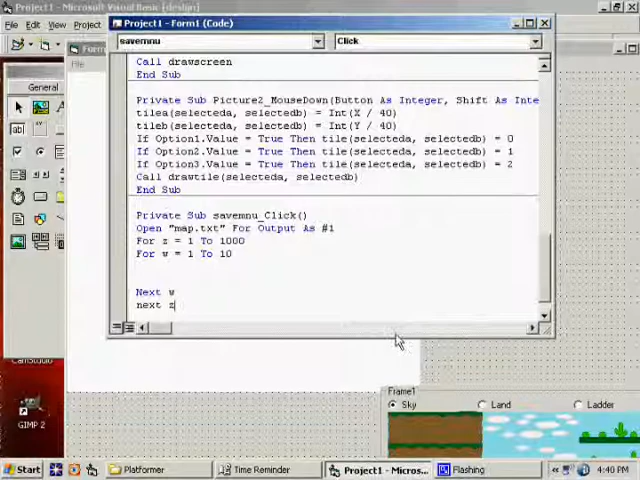 Project1 - Microsoft Visual Basic [design]
File Edit View Project
Project1 - Form1 (Code)
savemnu
Click
File
General
Call drawscreen
End Sub
Private Sub Picture2_MouseDown(Button As Integer, Shift As Inte
tilea(selecteda, selectedb) = Int(X / 40)
tileb(selecteda, selectedb) = Int(Y / 40)
If Option1.Value = True Then tile(selecteda, selectedb) = 0
If Option2.Value = True Then tile(selecteda, selectedb) = 1
If Option3.Value = True Then tile(selecteda, selectedb) = 2
Call drawtile(selecteda, selectedb)
End Sub
Private Sub savemnu_Click()
Open "map.txt" For Output As #1
For z = 1 To 1000
For w = 1 To 10
Next w
next z
CamStudio
GIMP 2
Frame1
Sky
Land
Ladder
Start
Platformer
Time Reminder
Project1 - Micros...
Flashing
4:40 PM